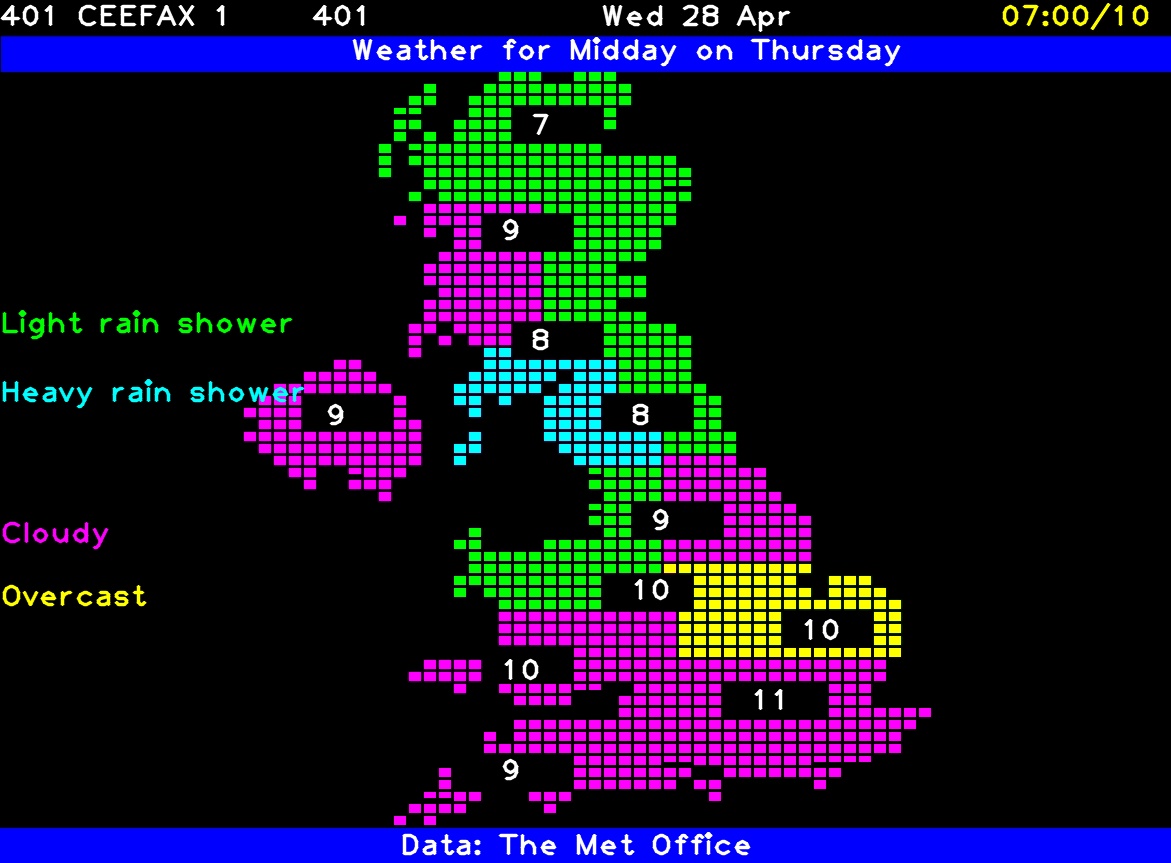 401 CEEFAX 1 401 Wed 28 Apr 07:00/10
Weather for Midday on Thursday
7
9
Light rain shower
8
Heavy rain shower
9 8
9
Cloudy
10
Overcast
10
10
11
9
Data: The Met Office